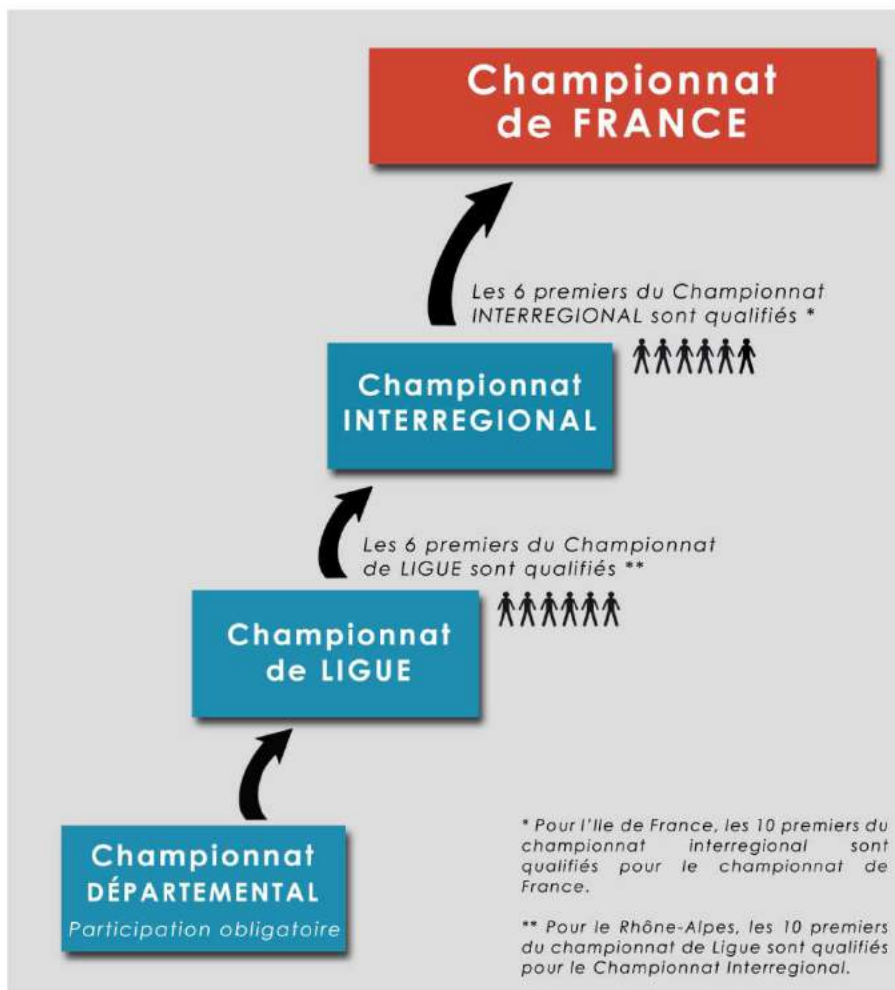 Championnat
de FRANCE
Les 6 premiers du Championnat
INTERREGIONAL sont qualifiés *
Championnat
INTERREGIONAL
Les 6 premiers du Championnat
de LIGUE sont qualifiés **
Championnat
de LIGUE
Championnat
DÉPARTEMENTAL
Participation obligatoire
* Pour l'Ile de France, les 10 premiers du
championnat interregional sont
qualifiés pour le championnat de
France.
** Pour le Rhône-Alpes, les 10 premiers
du championnat de Ligue sont qualifiés
pour le Championnat Interregional.